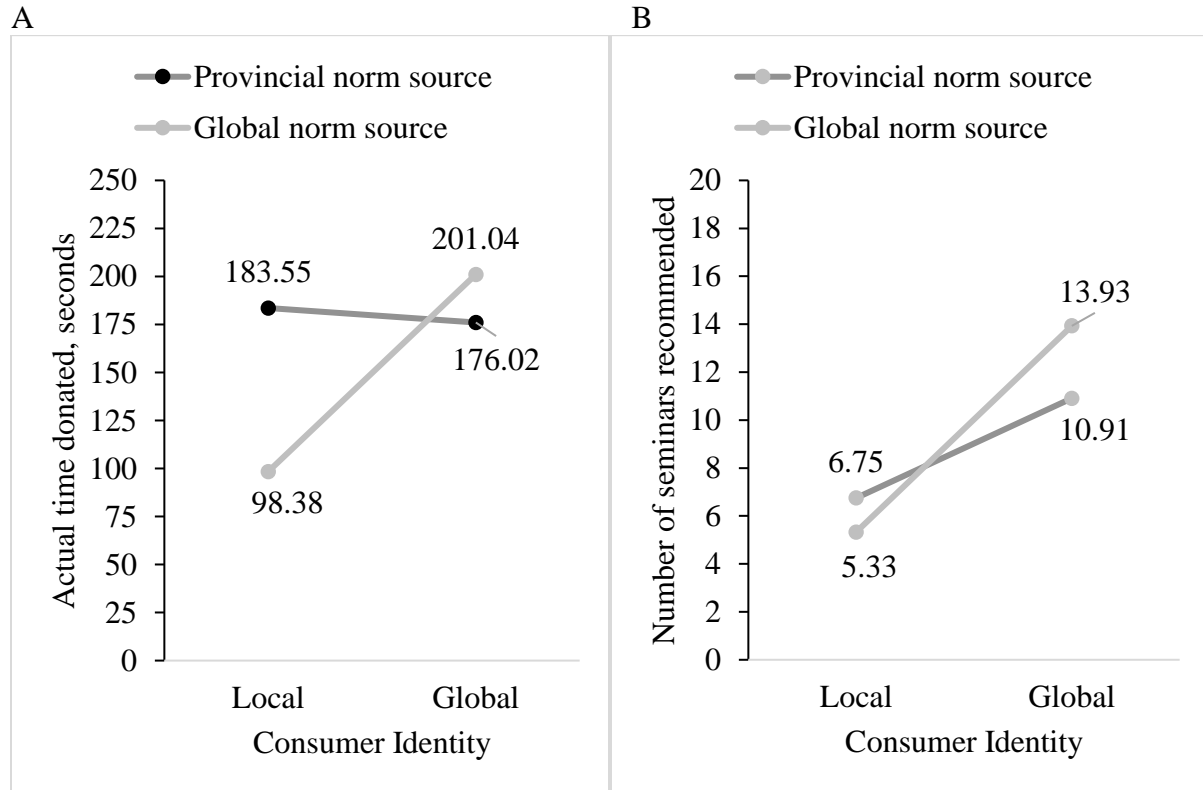 A
Provincial norm source
Global norm source
Actual time donated, seconds
250
225
200
175
150
125
100
75
50
25
0
183.55
201.04
176.02
98.38
Local Global
Consumer Identity
B
Provincial norm source
Global norm source
Number of seminars recommended
20
18
16
14
12
10
8
6
4
2
0
13.93
10.91
6.75
5.33
Local Global
Consumer Identity